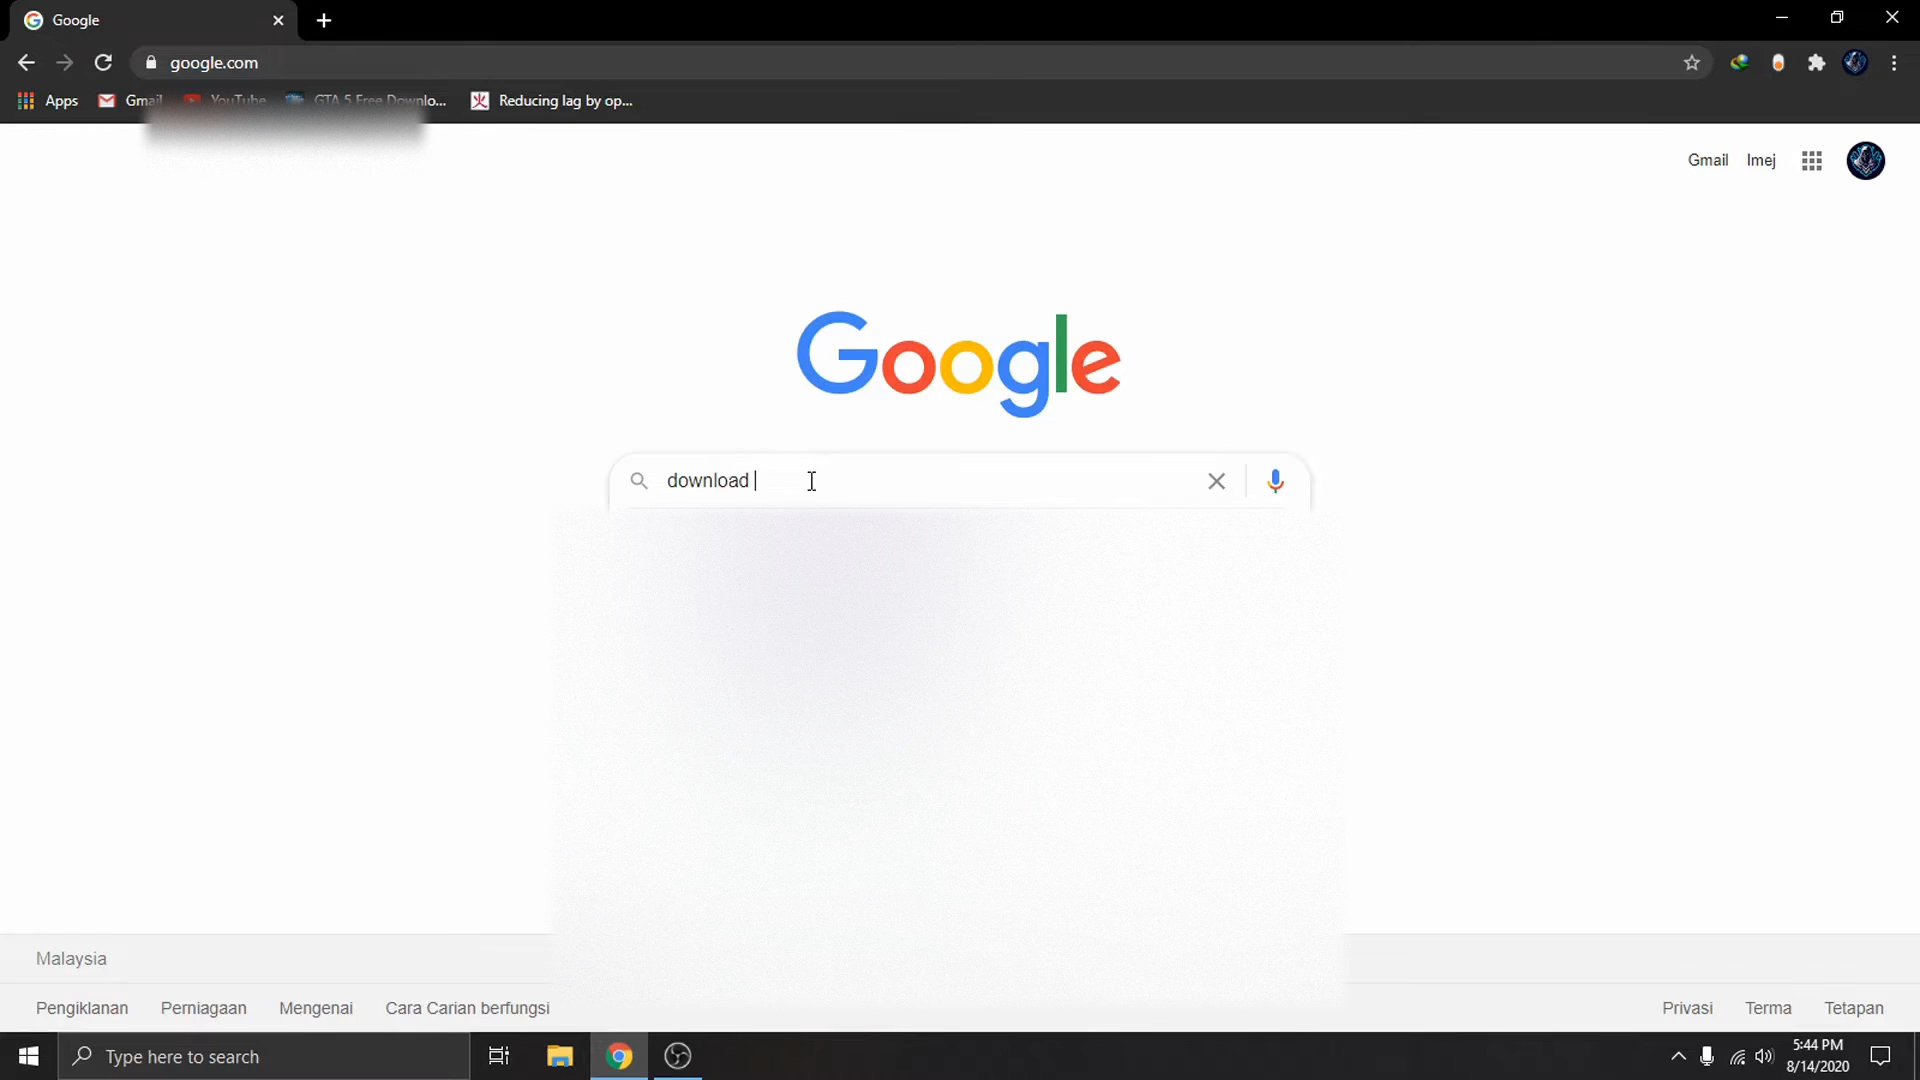 Google
google.com
Apps
Gmail
YouTube
GTA 5 Free Downlo...
Reducing lag by op...
Gmail
Imej
Google
download
Malaysia
Pengiklanan
Perniagaan
Mengenai
Cara Carian berfungsi
Privasi
Terma
Tetapan
Type here to search
5:44 PM
8/14/2020